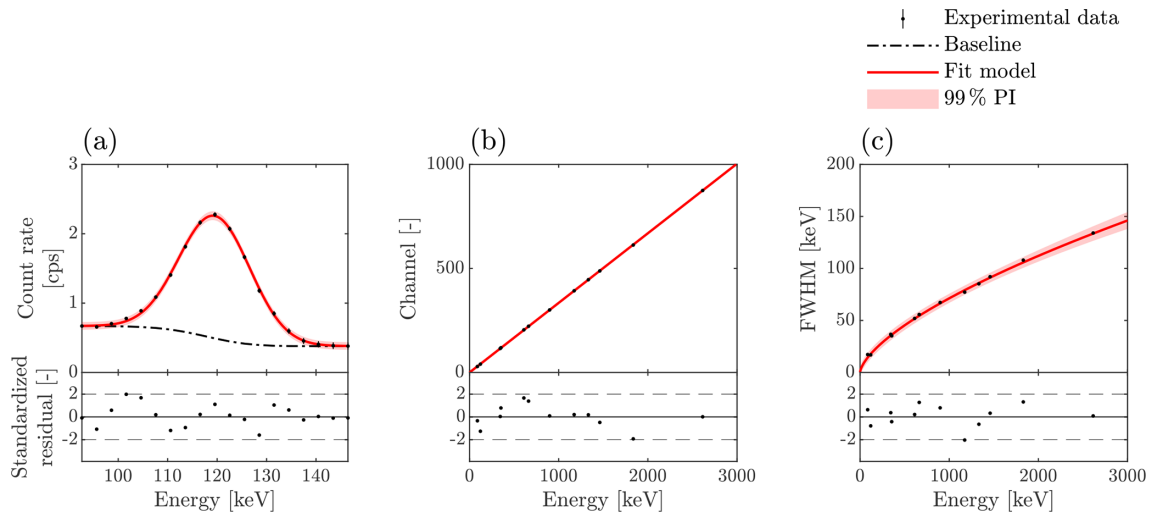 Experimental data
Baseline
Fit model
99 % PI
(a)
(b)
(c)
3
2
1
0
Count rate
[cps]
2
0
-2
Standardized
residual [-]
100
110
120
130
140
Energy [keV]
1000
500
0
Channel [-]
2
0
-2
0
1000
2000
3000
Energy [keV]
200
150
100
50
0
FWHM [keV]
2
0
-2
0
1000
2000
3000
Energy [keV]